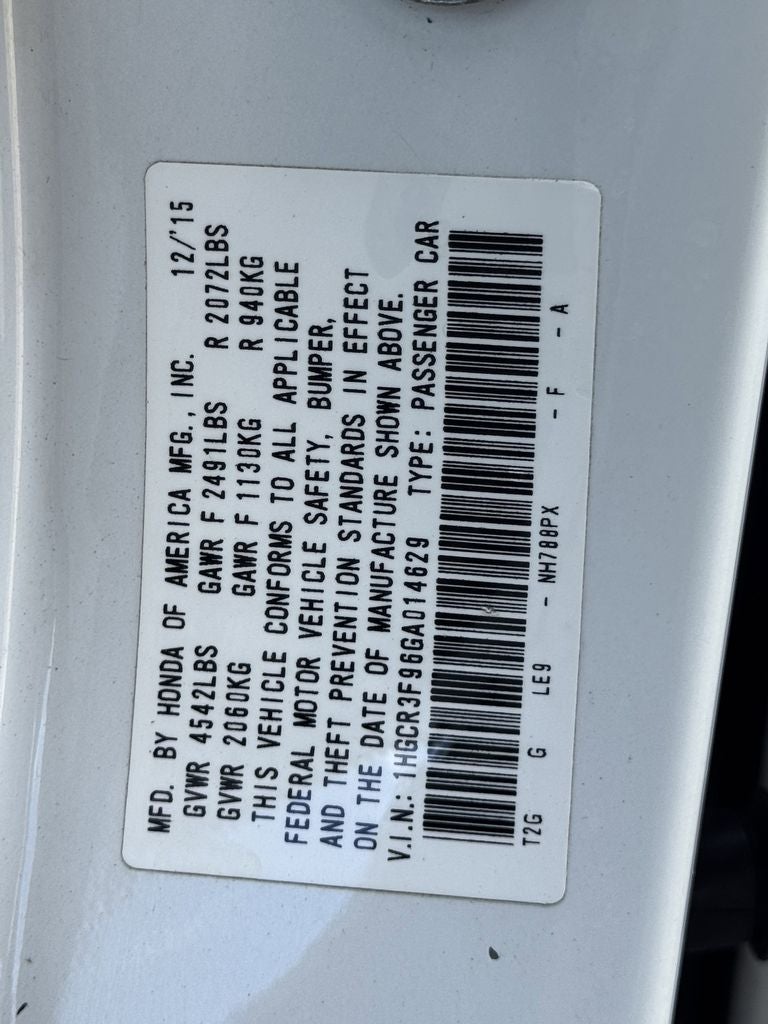 MFD. BY HONDA OF AMERICA MFG., INC. 12/'15
GVWR 4542LBS GAWR F 2491LBS R 2072LBS
GVWR 2060KG GAWR F 1130KG R 940KG
THIS VEHICLE CONFORMS TO ALL APPLICABLE
FEDERAL MOTOR VEHICLE SAFETY, BUMPER,
AND THEFT PREVENTION STANDARDS IN EFFECT
ON THE DATE OF MANUFACTURE SHOWN ABOVE.
V.I.N.: 1HGCR3F96GA014629 TYPE: PASSENGER CAR
T2G G LE9 - NH788PX - F - A